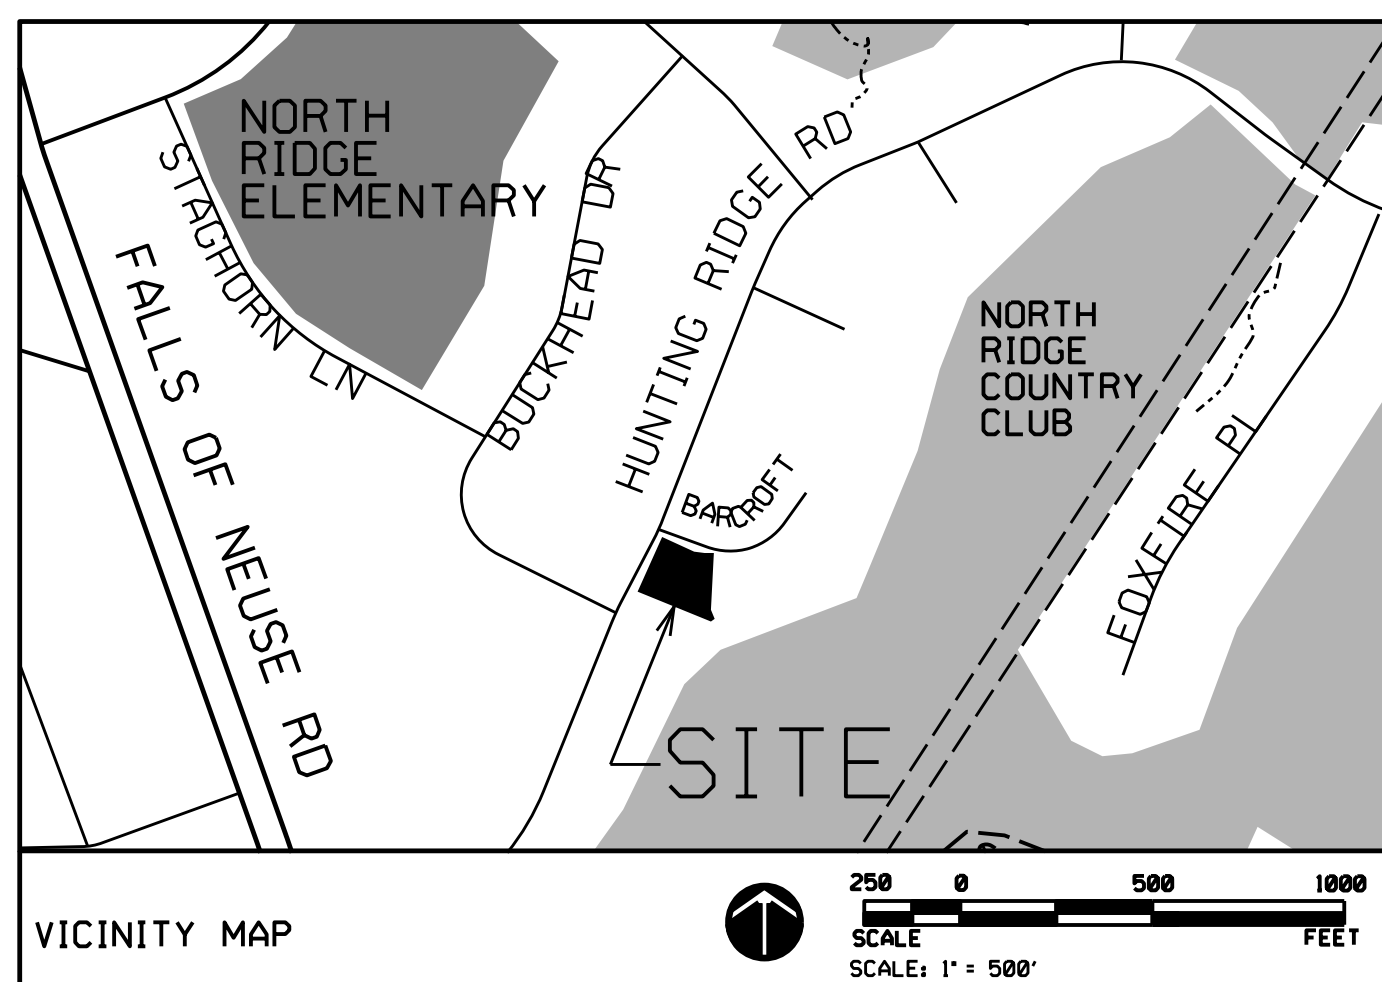 NORTH
RIDGE
ELEMENTARY
STAGHORN LN
BUCKHEAD DR
HUNTING RIDGE RD
FALLS OF NEUSE RD
NORTH
RIDGE
COUNTRY
CLUB
BARCROFT
FOXFIRE PL
SITE
VICINITY MAP
250 0 500 1000
SCALE FEET
SCALE: 1" = 500'